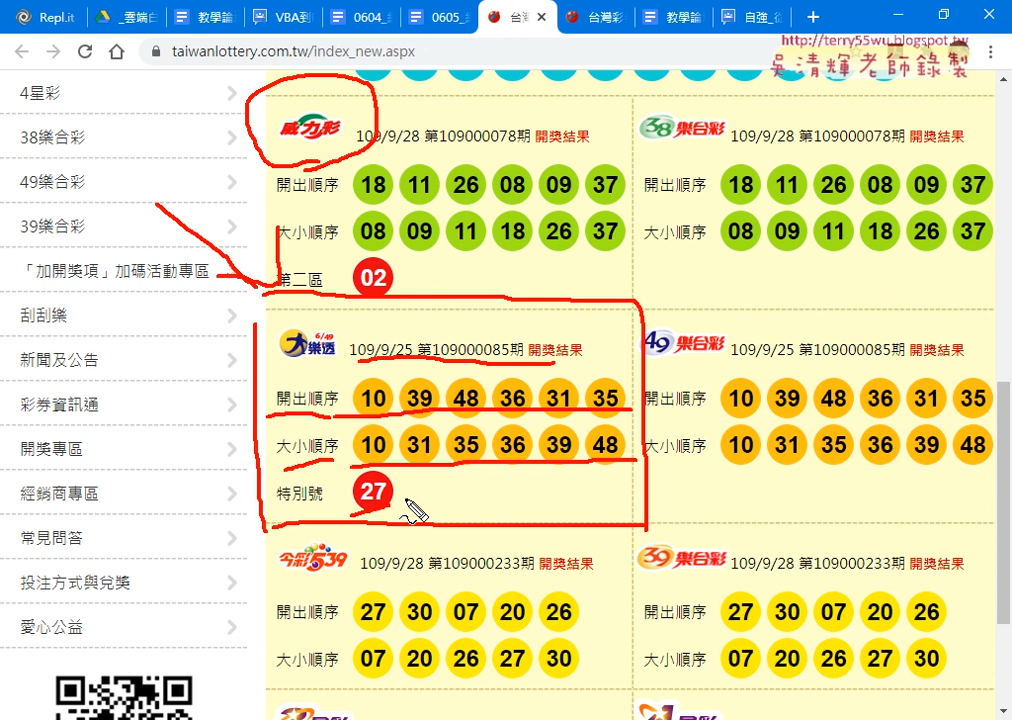 Repl.it
_雲端白
教學論
VBA到
0604_
0605_
台灣
台灣彩
教學論
自強_從
taiwanlottery.com.tw/index_new.aspx
http://terry55wu.blogspot.tw
吳清輝老師錄製
4星彩
38樂合彩
49樂合彩
39樂合彩
「加開獎項」加碼活動專區
刮刮樂
新聞及公告
彩券資訊通
開獎專區
經銷商專區
常見問答
投注方式與兌獎
愛心公益
威力彩
109/9/28 第109000078期 開獎結果
開出順序 18 11 26 08 09 37
大小順序 08 09 11 18 26 37
第二區 02
38樂合彩
109/9/28 第109000078期 開獎結果
開出順序 18 11 26 08 09 37
大小順序 08 09 11 18 26 37
6/49
大樂透
109/9/25 第109000085期 開獎結果
開出順序 10 39 48 36 31 35
大小順序 10 31 35 36 39 48
特別號 27
49樂合彩
109/9/25 第109000085期 開獎結果
開出順序 10 39 48 36 31 35
大小順序 10 31 35 36 39 48
今彩539
109/9/28 第109000233期 開獎結果
開出順序 27 30 07 20 26
大小順序 07 20 26 27 30
39樂合彩
109/9/28 第109000233期 開獎結果
開出順序 27 30 07 20 26
大小順序 07 20 26 27 30